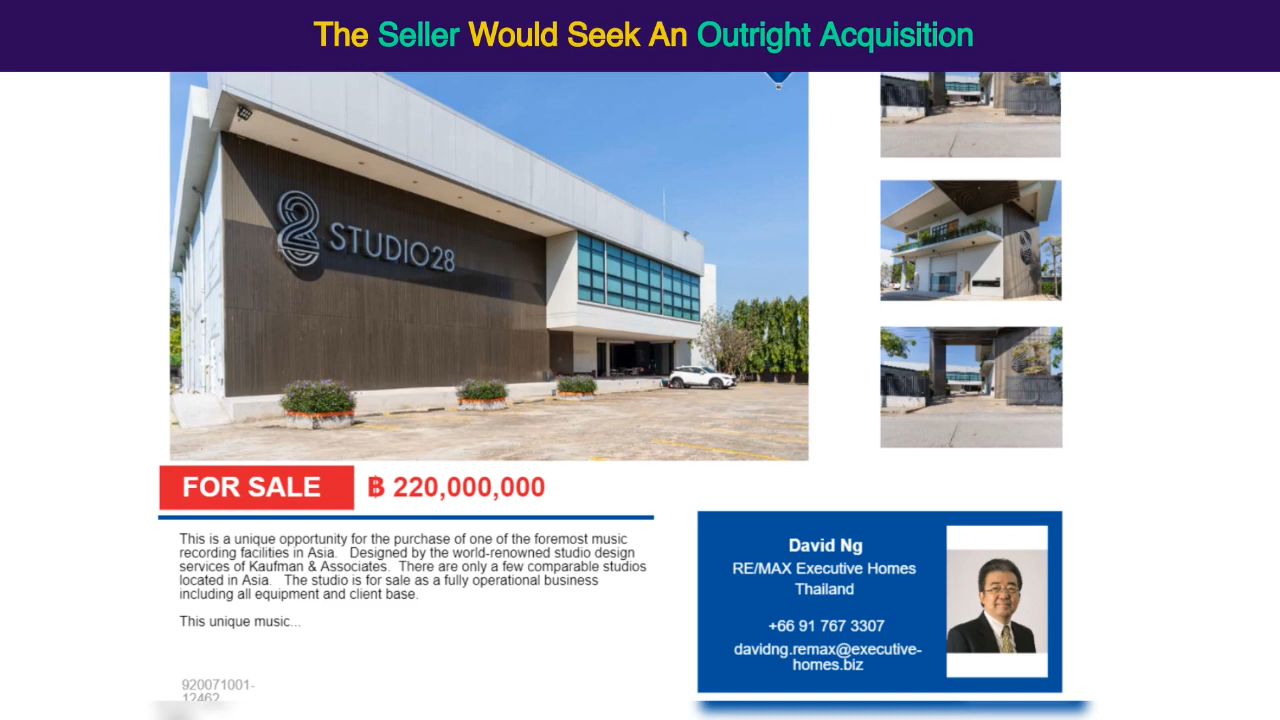 The Seller Would Seek An Outright Acquisition
STUDIO28
FOR SALE
฿ 220,000,000
This is a unique opportunity for the purchase of one of the foremost music
recording facilities in Asia. Designed by the world-renowned studio design
services of Kaufman & Associates. There are only a few comparable studios
located in Asia. The studio is for sale as a fully operational business
including all equipment and client base.
This unique music...
920071001-
12462
David Ng
RE/MAX Executive Homes
Thailand
+66 91 767 3307
davidng.remax@executive-
homes.biz